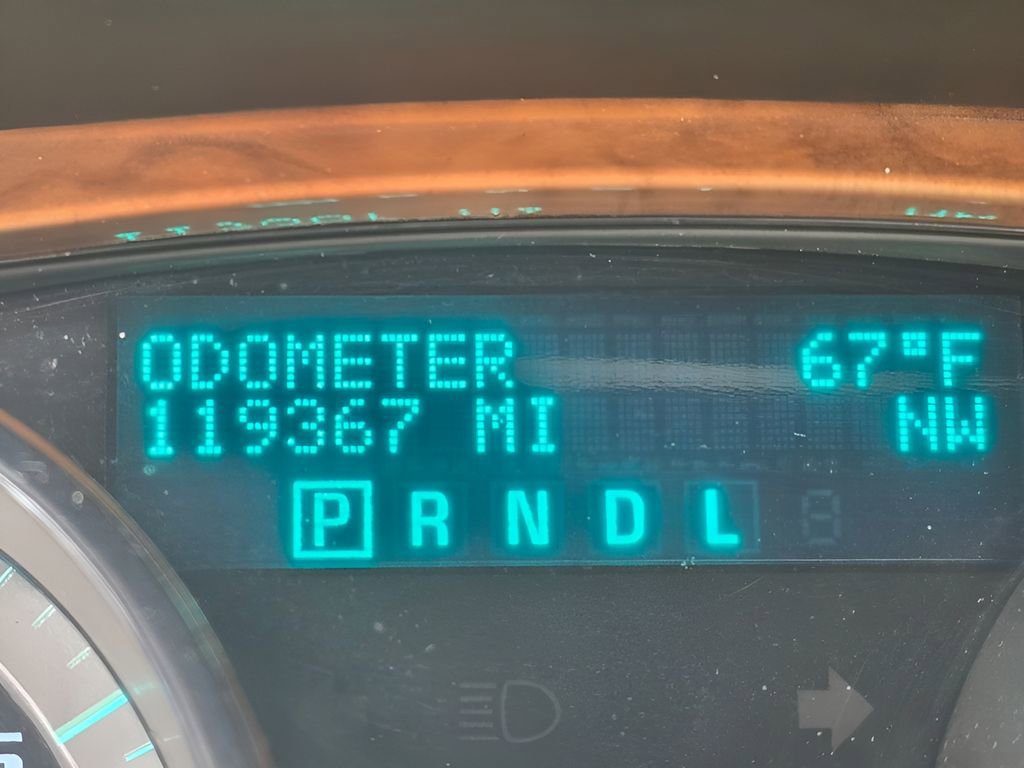 ODOMETER 67°F
119367 MI NW
P R N D L